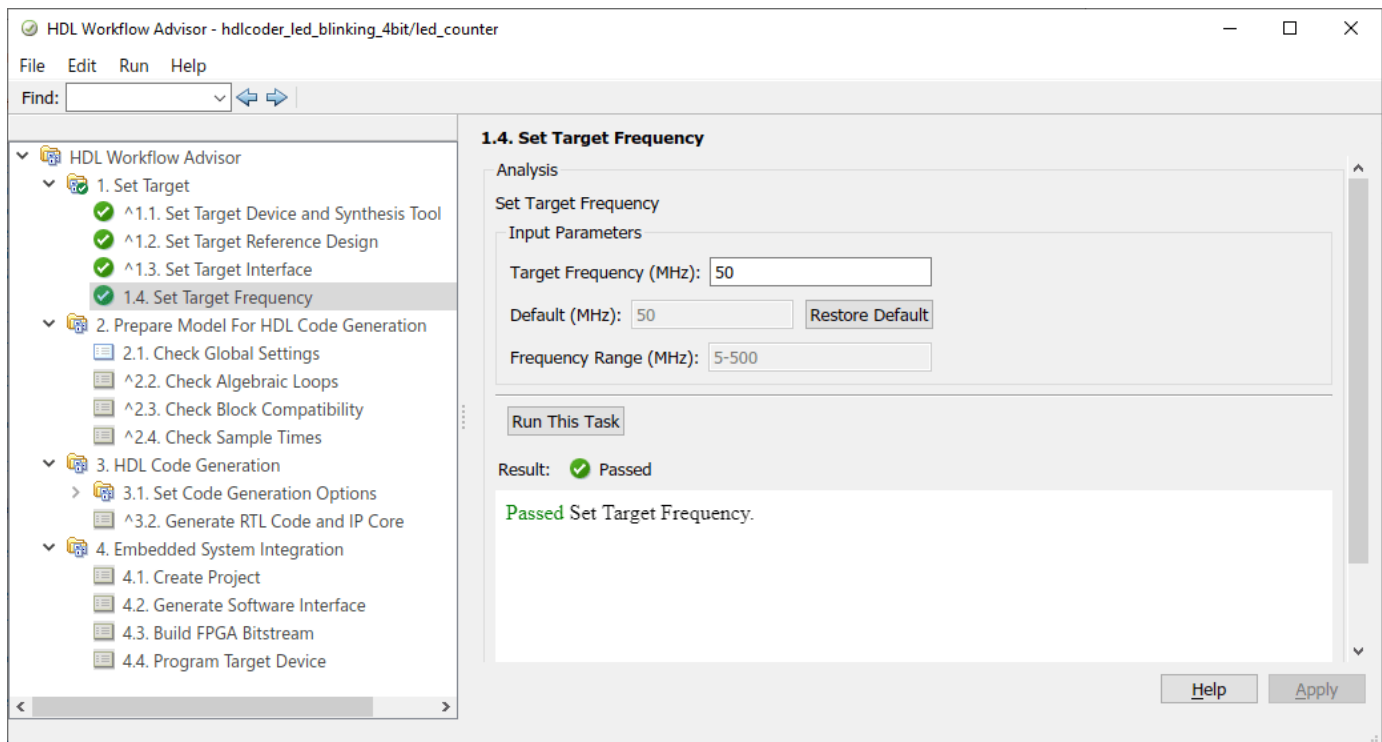 HDL Workflow Advisor - hdlcoder_led_blinking_4bit/led_counter
File Edit Run Help
Find:
HDL Workflow Advisor
1. Set Target
^1.1. Set Target Device and Synthesis Tool
^1.2. Set Target Reference Design
^1.3. Set Target Interface
1.4. Set Target Frequency
2. Prepare Model For HDL Code Generation
2.1. Check Global Settings
^2.2. Check Algebraic Loops
^2.3. Check Block Compatibility
^2.4. Check Sample Times
3. HDL Code Generation
3.1. Set Code Generation Options
^3.2. Generate RTL Code and IP Core
4. Embedded System Integration
4.1. Create Project
4.2. Generate Software Interface
4.3. Build FPGA Bitstream
4.4. Program Target Device
1.4. Set Target Frequency
Analysis
Set Target Frequency
Input Parameters
Target Frequency (MHz): 50
Default (MHz): 50 Restore Default
Frequency Range (MHz): 5-500
Run This Task
Result: Passed
Passed Set Target Frequency.
Help Apply